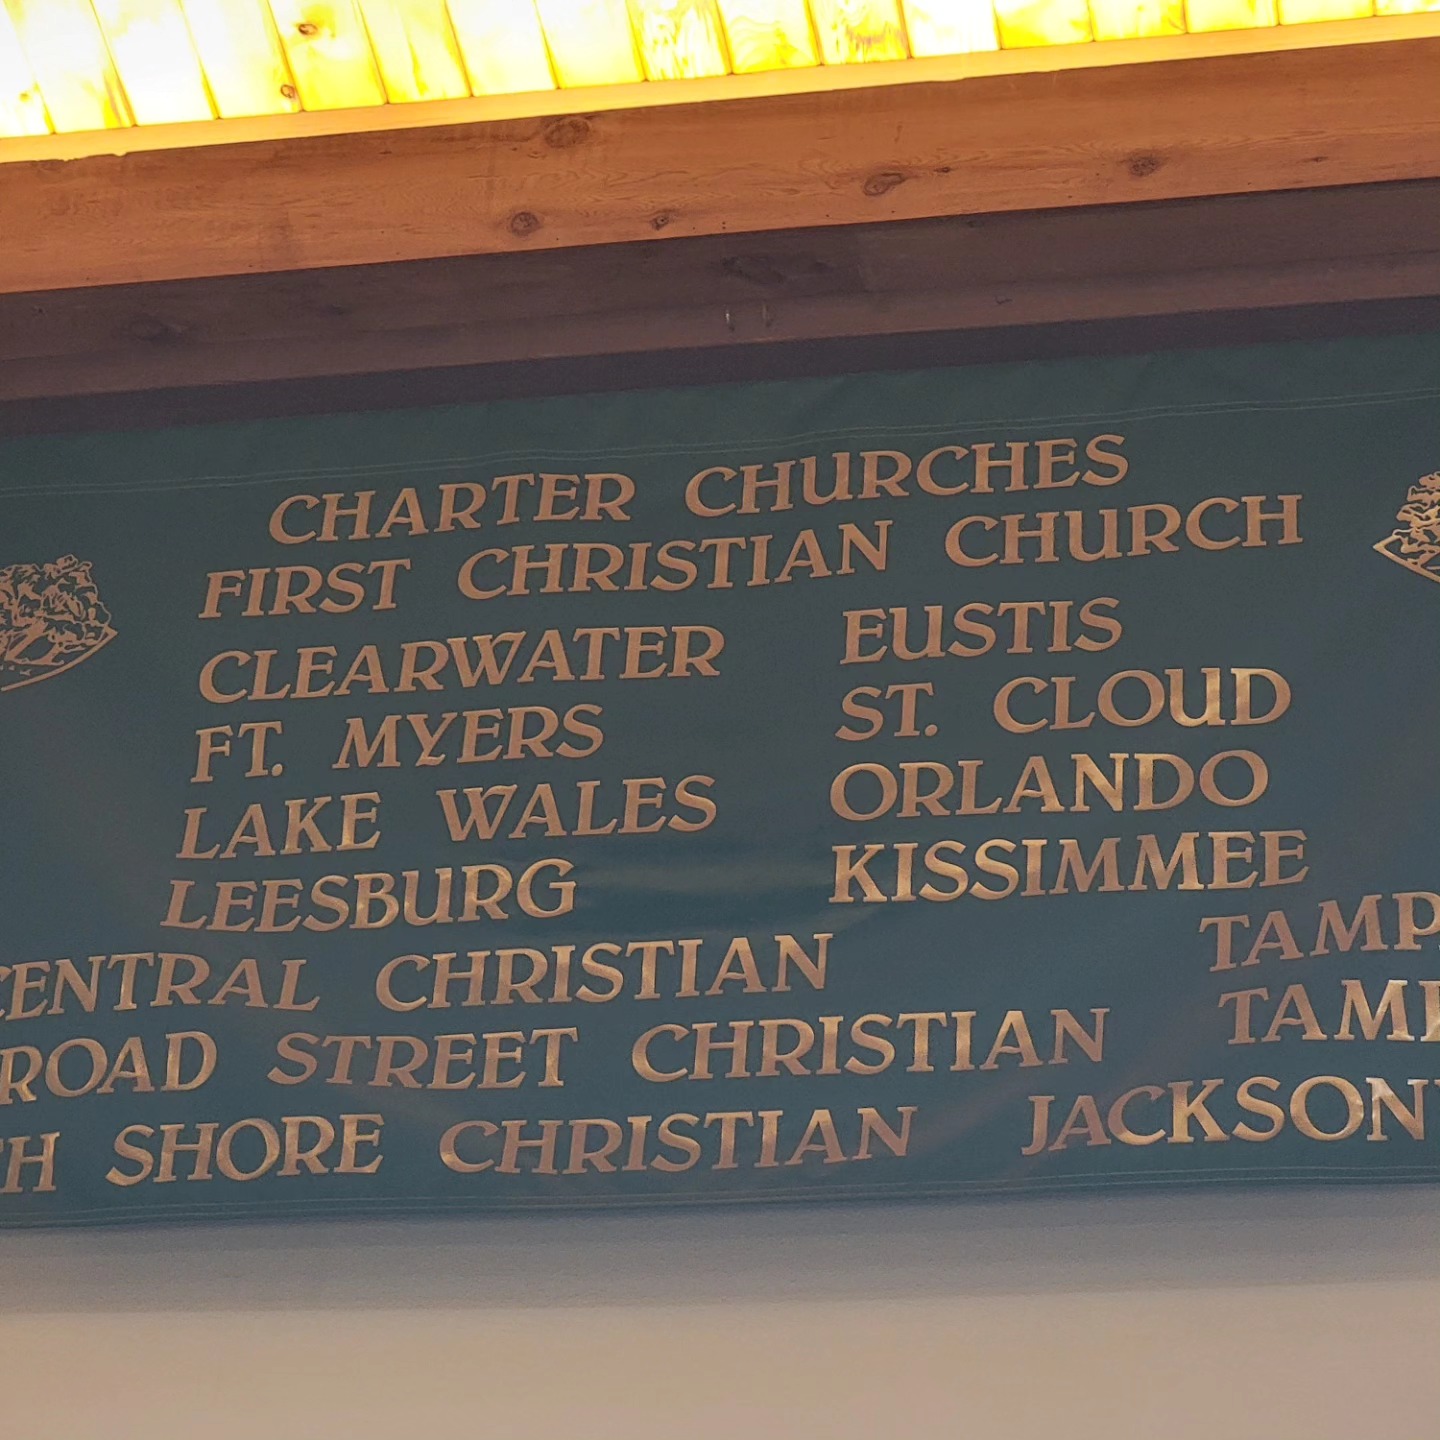 CHARTER CHURCHES
FIRST CHRISTIAN CHURCH
CLEARWATER EUSTIS
FT. MYERS ST. CLOUD
LAKE WALES ORLANDO
LEESBURG KISSIMMEE
CENTRAL CHRISTIAN
STREET CHRISTIAN
SHORE CHRISTIAN